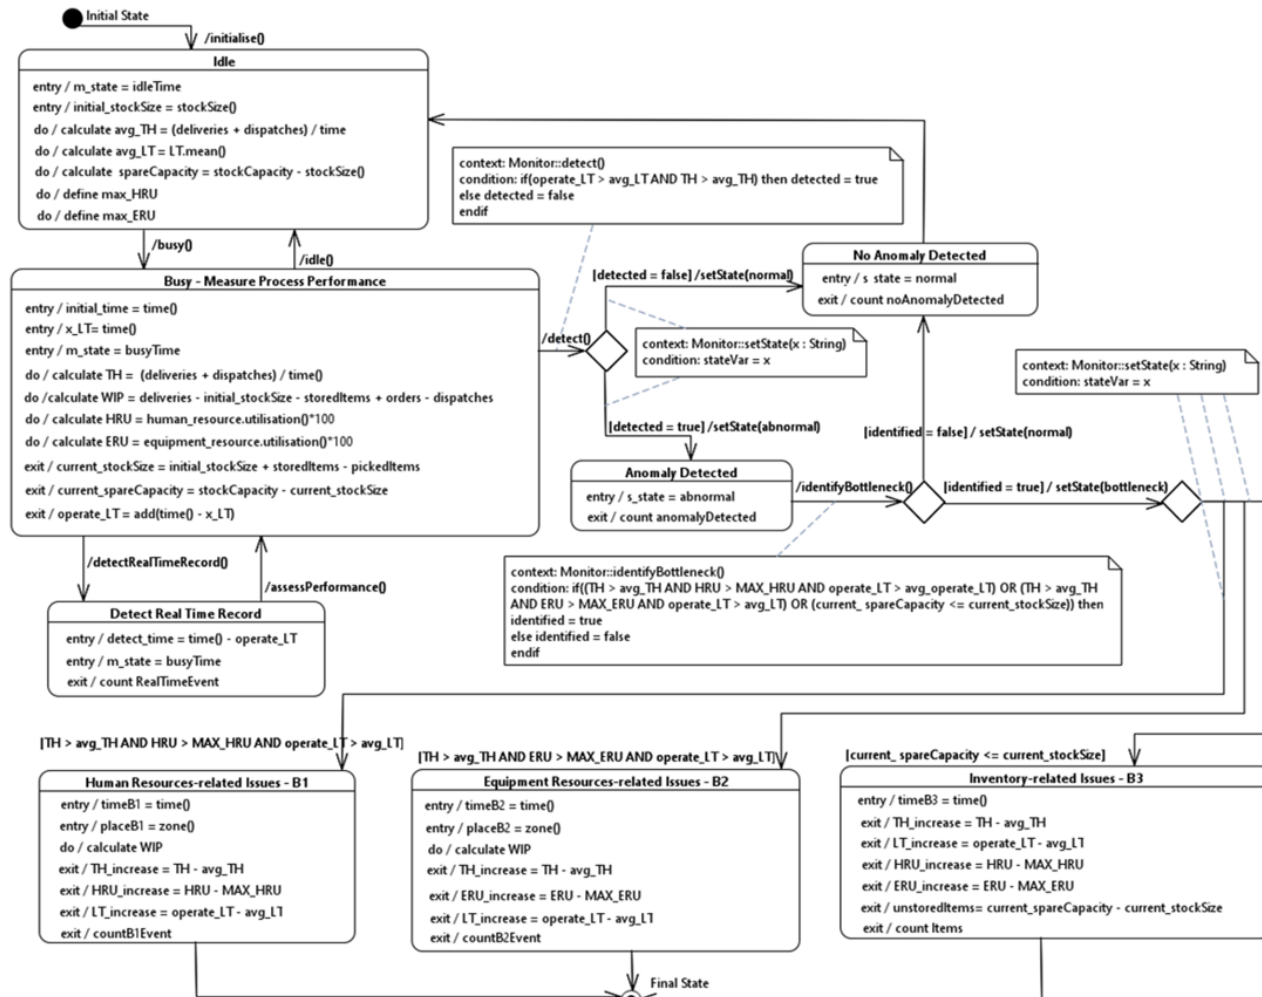 Initial State
/initialise()
Idle
entry / m_state = idleTime
entry / initial_stockSize = stockSize()
do / calculate avg_TH = (deliveries + dispatches) / time
do / calculate avg_LT = LT.mean()
do / calculate spareCapacity = stockCapacity - stockSize()
do / define max_HRU
do / define max_ERU
/busy()
/idle()
context: Monitor::detect()
condition: if(operate_LT > avg_LT AND TH > avg_TH) then detected = true
else detected = false
endif
Busy - Measure Process Performance
entry / initial_time = time()
entry / x_LT= time()
entry / m_state = busyTime
do / calculate TH = (deliveries + dispatches) / time()
do /calculate WIP = deliveries - initial_stockSize - storedItems + orders - dispatches
do / calculate HRU = human_resource.utilisation()*100
do / calculate ERU = equipment_resource.utilisation()*100
exit / current_stockSize = initial_stockSize + storedItems - pickedItems
exit / current_spareCapacity = stockCapacity - current_stockSize
exit / operate_LT = add(time() - x_LT)
/detect()
[detected = false] /setState(normal)
No Anomaly Detected
entry / s state = normal
exit / count noAnomalyDetected
context: Monitor::setState(x : String)
condition: stateVar = x
context: Monitor::setState(x : String)
condition: stateVar = x
[detected = true] /setState(abnormal)
[identified = false] / setState(normal)
Anomaly Detected
entry / s_state = abnormal
exit / count anomalyDetected
/identifyBottleneck()
[identified = true] / setState(bottleneck)
/detectRealTimeRecord()
/assessPerformance()
Detect Real Time Record
entry / detect_time = time() - operate_LT
entry / m_state = busyTime
exit / count RealTimeEvent
context: Monitor::identifyBottleneck()
condition: if((TH > avg_TH AND HRU > MAX_HRU AND operate_LT > avg_operate_LT) OR (TH > avg_TH
AND ERU > MAX_ERU AND operate_LT > avg_LT) OR (current_ spareCapacity <= current_stockSize)) then
identified = true
else identified = false
endif
[TH > avg_TH AND HRU > MAX_HRU AND operate_LT > avg_LT]
[TH > avg_TH AND ERU > MAX_ERU AND operate_LT > avg_LT]
[current_ spareCapacity <= current_stockSize]
Human Resources-related Issues - B1
entry / timeB1 = time()
entry / placeB1 = zone()
do / calculate WIP
exit / TH_increase = TH - avg_TH
exit / HRU_increase = HRU - MAX_HRU
exit / LT_increase = operate_LT - avg_LT
exit / countB1Event
Equipment Resources-related Issues - B2
entry / timeB2 = time()
entry / placeB2 = zone()
do / calculate WIP
exit / TH_increase = TH - avg_TH
exit / ERU_increase = ERU - MAX_ERU
exit / LT_increase = operate_LT - avg_LT
exit / countB2Event
Inventory-related Issues - B3
entry / timeB3 = time()
exit / TH_increase = TH - avg_TH
exit / LT_increase = operate_LT - avg_LT
exit / HRU_increase = HRU - MAX_HRU
exit / ERU_increase = ERU - MAX_ERU
exit / unstoredItems= current_spareCapacity - current_stockSize
exit / count Items
Final State